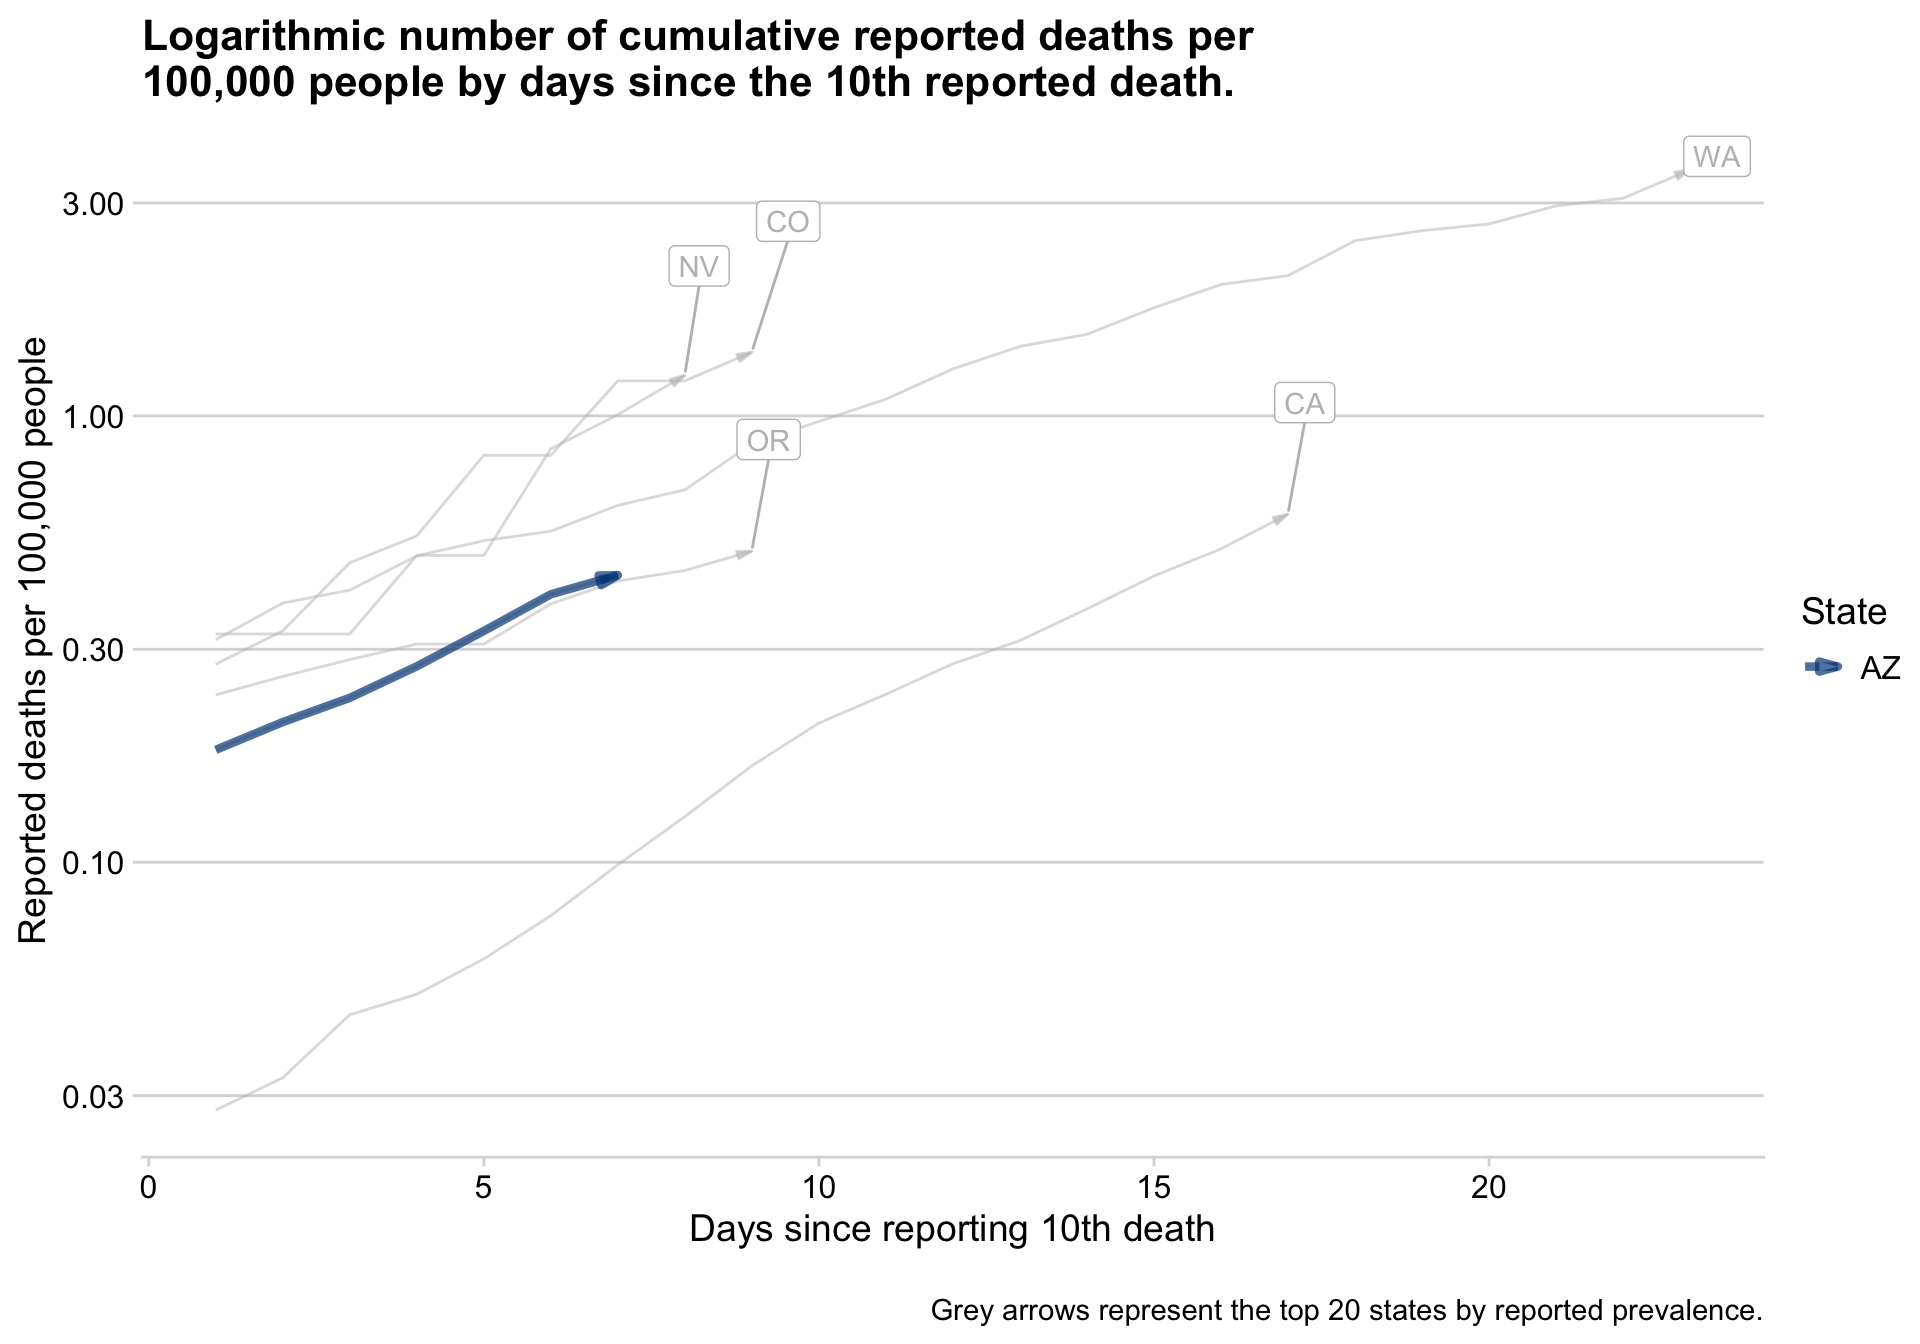 Logarithmic number of cumulative reported deaths per
100,000 people by days since the 10th reported death.
Reported deaths per 100,000 people
3.00
1.00
0.30
0.10
0.03
WA
CO
NV
CA
OR
State
AZ
0 5 10 15 20
Days since reporting 10th death
Grey arrows represent the top 20 states by reported prevalence.